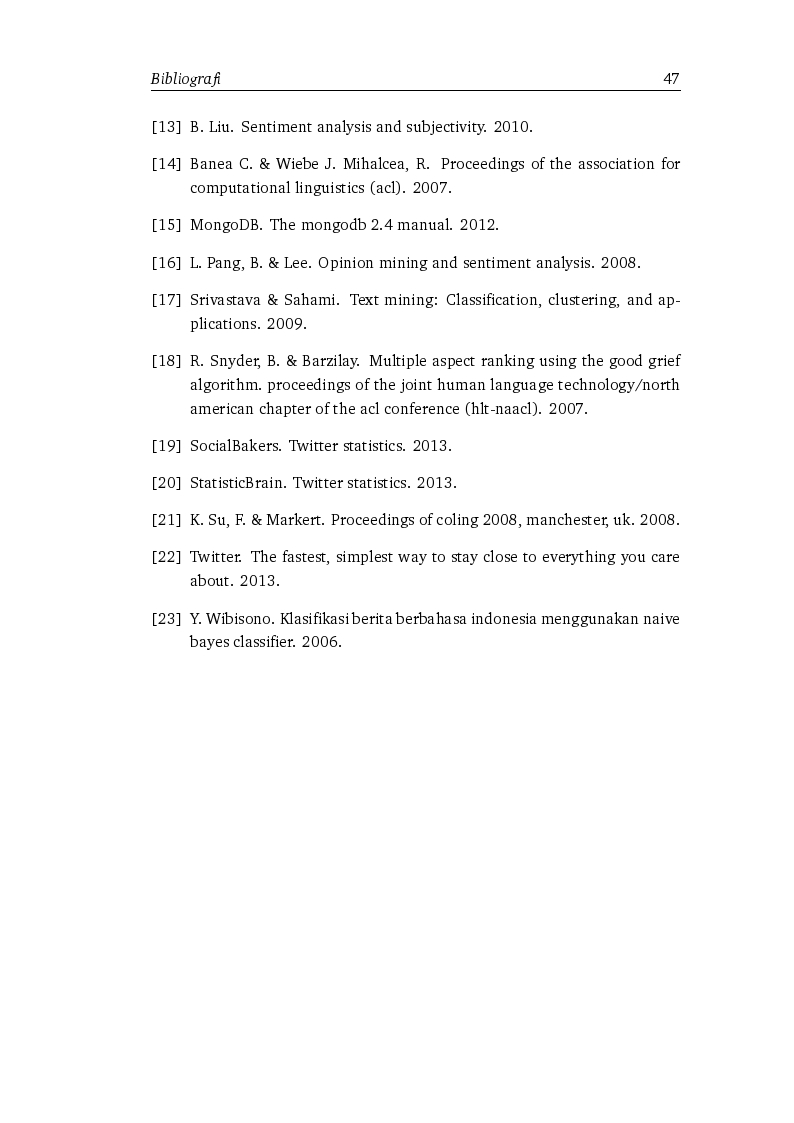 Bibliografi 47
[13] B. Liu. Sentiment analysis and subjectivity. 2010.
[14] Banea C. & Wiebe J. Mihalcea, R. Proceedings of the association for
computational linguistics (acl). 2007.
[15] MongoDB. The mongodb 2.4 manual. 2012.
[16] L. Pang, B. & Lee. Opinion mining and sentiment analysis. 2008.
[17] Srivastava & Sahami. Text mining: Classification, clustering, and ap-
plications. 2009.
[18] R. Snyder, B. & Barzilay. Multiple aspect ranking using the good grief
algorithm. proceedings of the joint human language technology/north
american chapter of the acl conference (hlt-naacl). 2007.
[19] SocialBakers. Twitter statistics. 2013.
[20] StatisticBrain. Twitter statistics. 2013.
[21] K. Su, F. & Markert. Proceedings of coling 2008, manchester, uk. 2008.
[22] Twitter. The fastest, simplest way to stay close to everything you care
about. 2013.
[23] Y. Wibisono. Klasifikasi berita berbahasa indonesia menggunakan naive
bayes classifier. 2006.